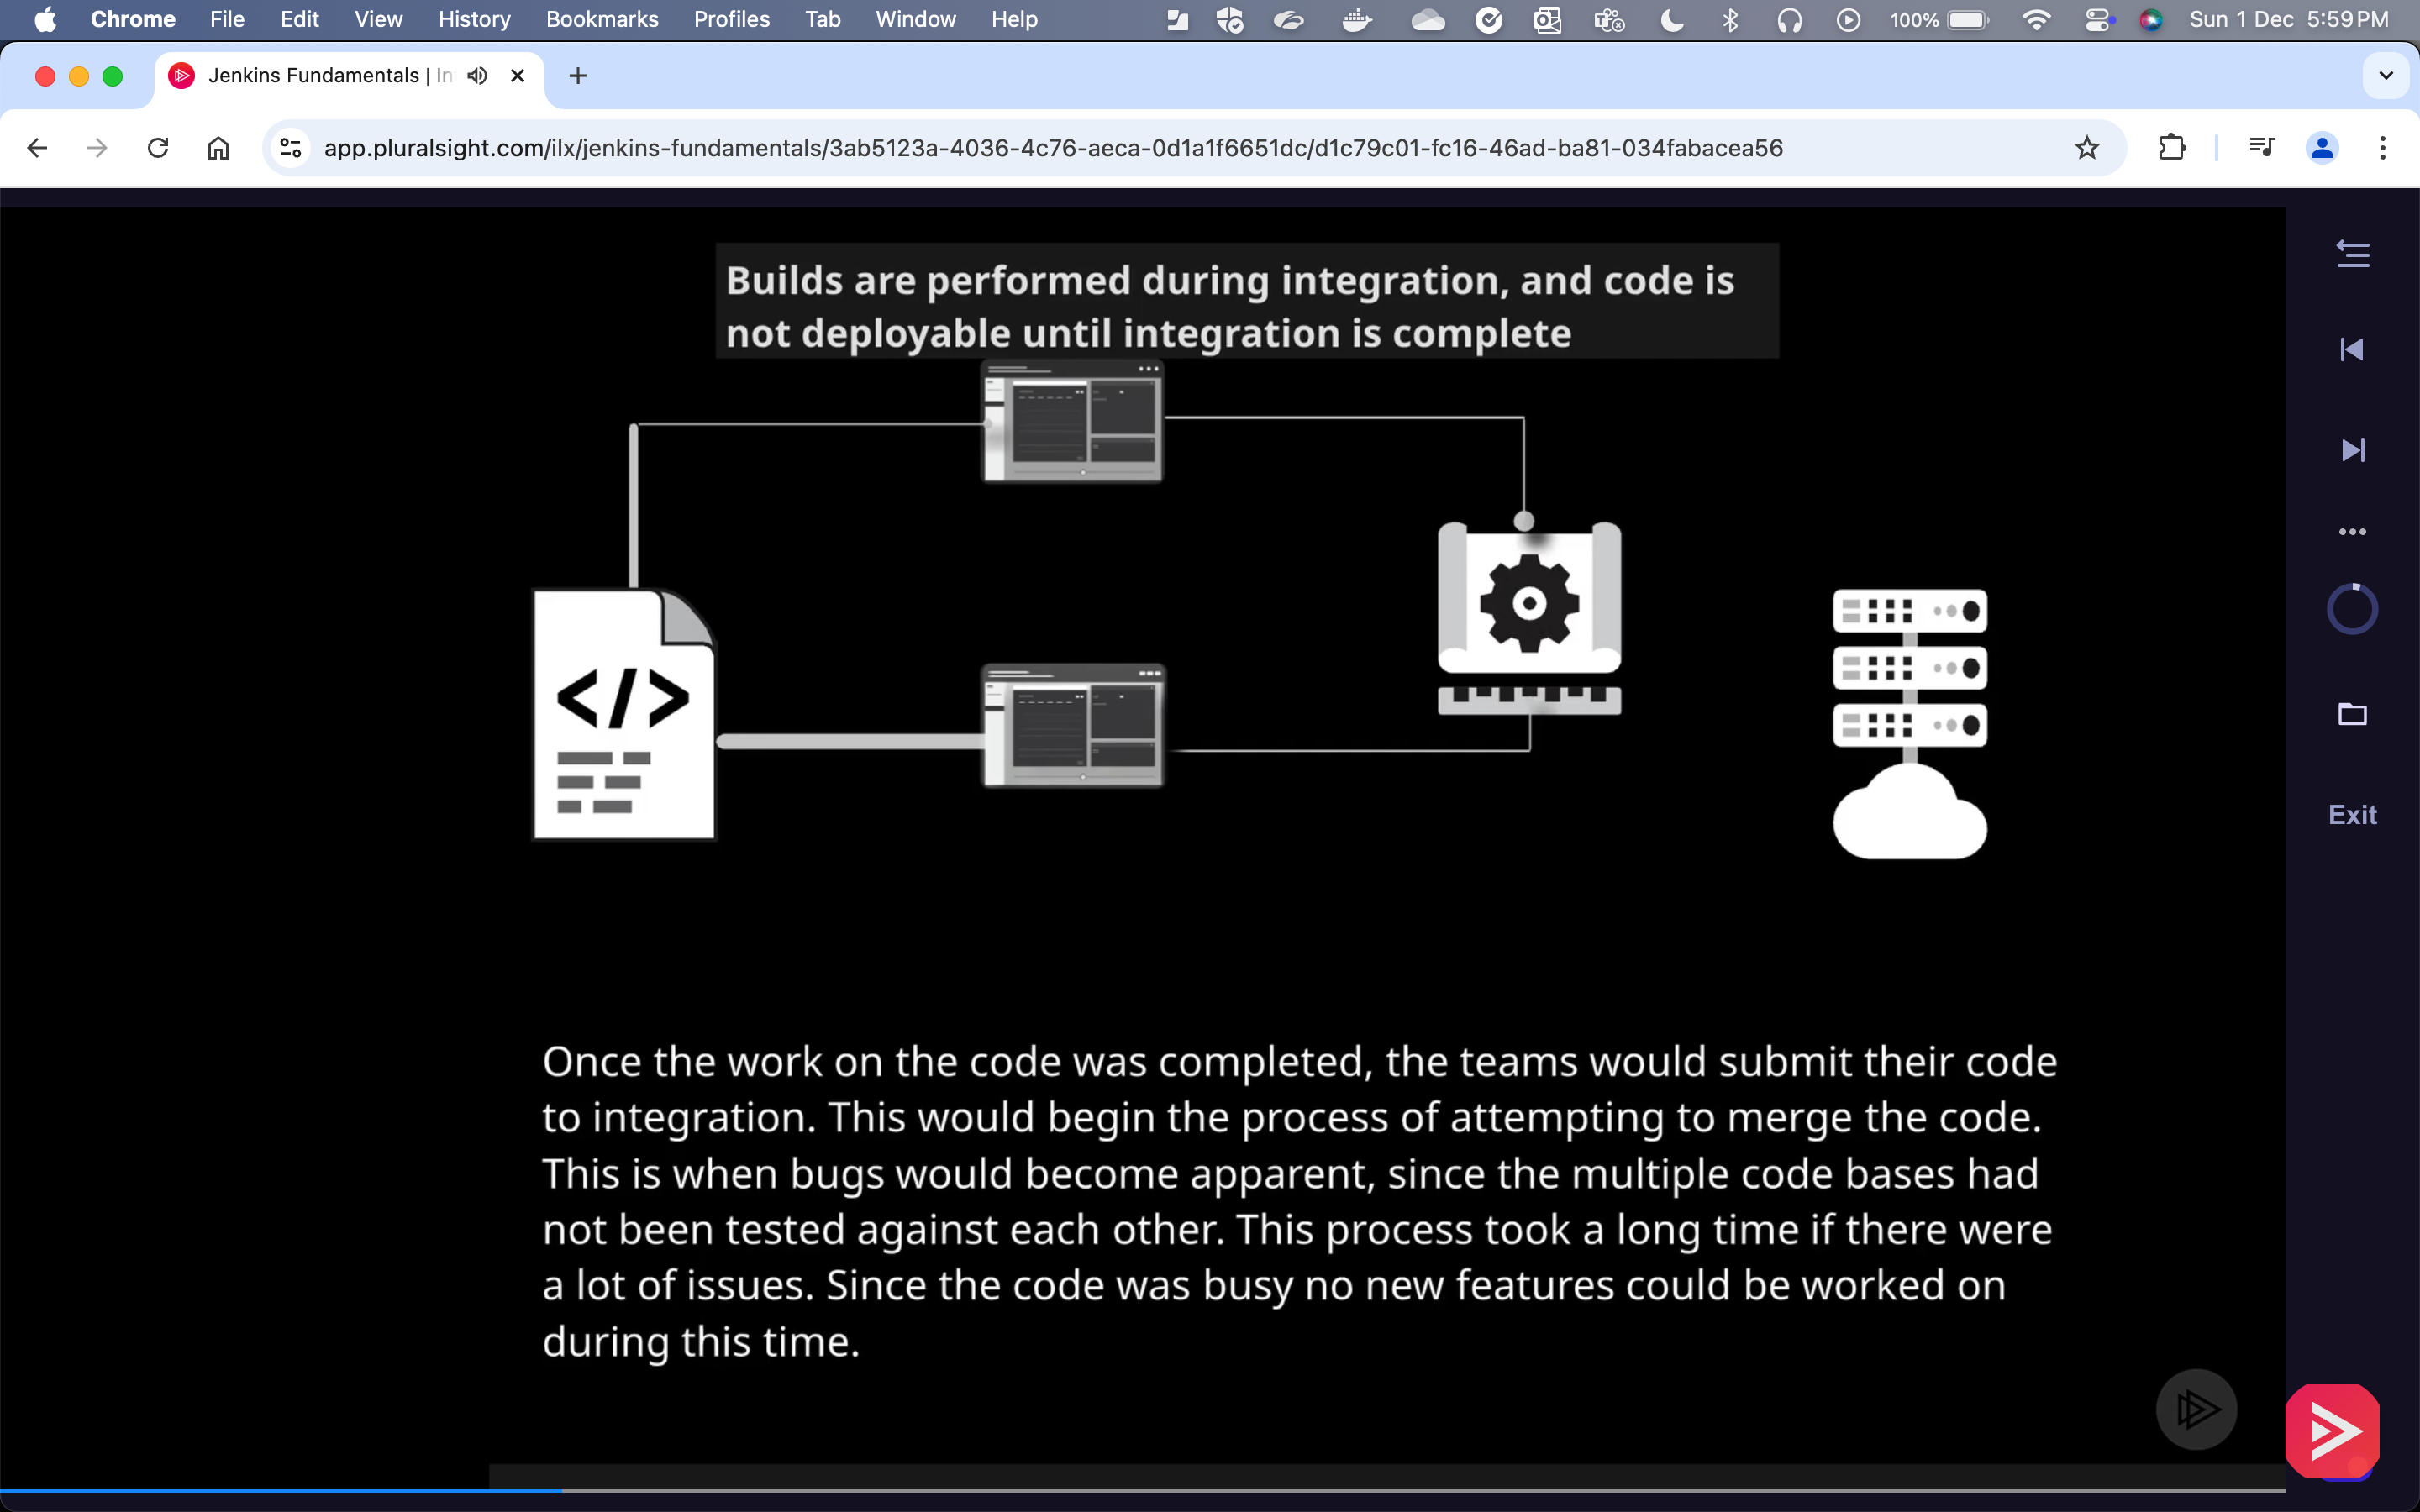 Chrome File Edit View History Bookmarks Profiles Tab Window Help 100% Sun 1 Dec 5:59 PM
Jenkins Fundamentals | In
app.pluralsight.com/ilx/jenkins-fundamentals/3ab5123a-4036-4c76-aeca-0d1a1f6651dc/d1c79c01-fc16-46ad-ba81-034fabacea56
Builds are performed during integration, and code is
not deployable until integration is complete
</>
Exit
Once the work on the code was completed, the teams would submit their code
to integration. This would begin the process of attempting to merge the code.
This is when bugs would become apparent, since the multiple code bases had
not been tested against each other. This process took a long time if there were
a lot of issues. Since the code was busy no new features could be worked on
during this time.